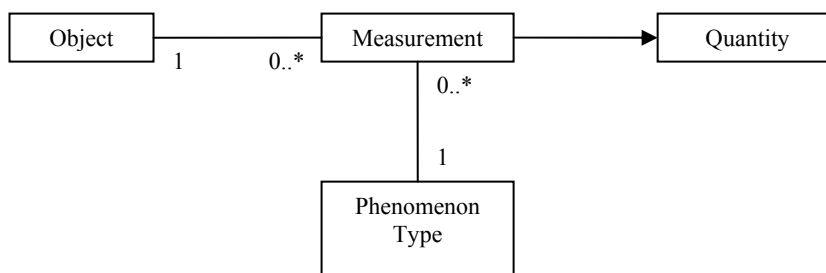 Object
Measurement
Quantity
1
0..*
0..*
1
Phenomenon
Type